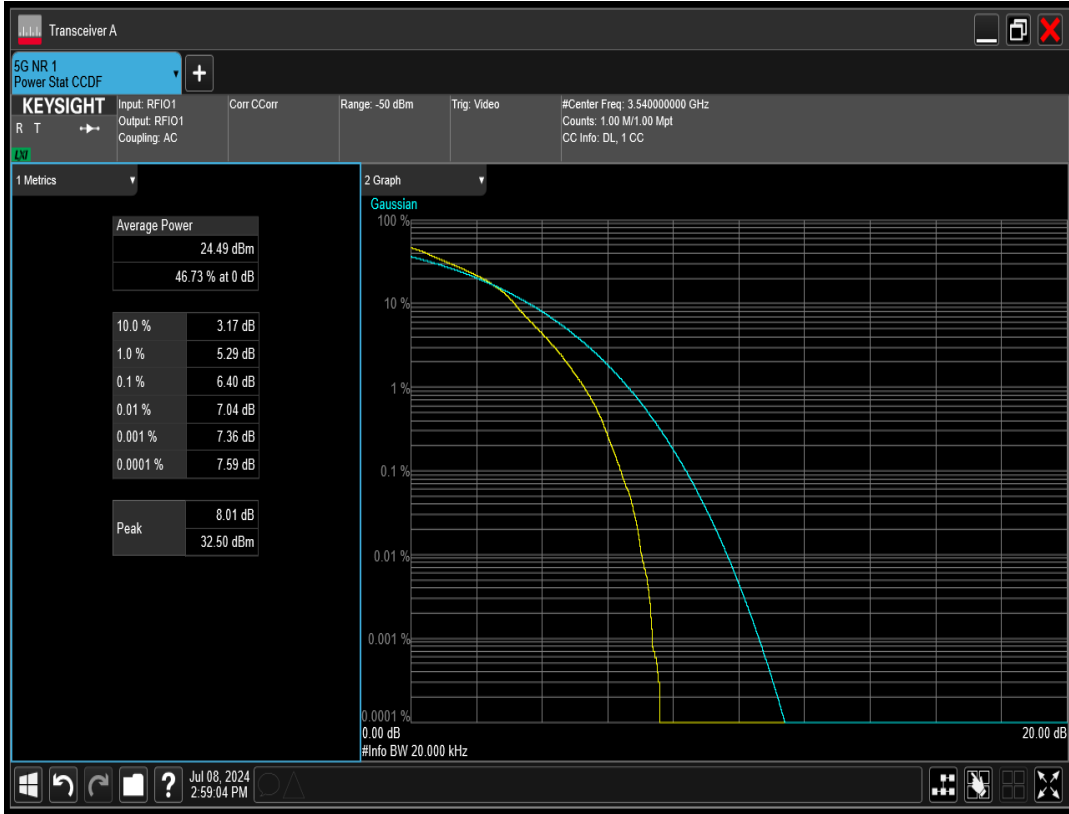 Transceiver A
5G NR 1
Power Stat CCDF
+
KEYSIGHT
R T
LXI
Input: RFIO1
Output: RFIO1
Coupling: AC
Corr CCorr
Range: -50 dBm
Trig: Video
#Center Freq: 3.540000000 GHz
Counts: 1.00 M/1.00 Mpt
CC Info: DL, 1 CC
1 Metrics
Average Power
24.49 dBm
46.73 % at 0 dB
10.0 % 3.17 dB
1.0 % 5.29 dB
0.1 % 6.40 dB
0.01 % 7.04 dB
0.001 % 7.36 dB
0.0001 % 7.59 dB
Peak
8.01 dB
32.50 dBm
2 Graph
Gaussian
100 %
10 %
1 %
0.1 %
0.01 %
0.001 %
0.0001 %
0.00 dB 20.00 dB
#Info BW 20.000 kHz
?
Jul 08, 2024
2:59:04 PM